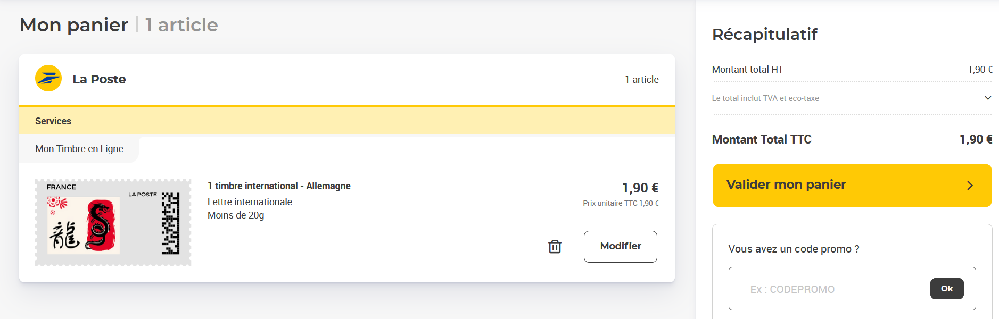 Mon panier | 1 article
La Poste
1 article
Services
Mon Timbre en Ligne
FRANCE
LA POSTE
龍
1 timbre international - Allemagne
Lettre internationale
Moins de 20g
1,90 €
Prix unitaire TTC 1,90 €
Modifier
Récapitulatif
Montant total HT 1,90 €
Le total inclut TVA et eco-taxe
Montant Total TTC 1,90 €
Valider mon panier
Vous avez un code promo ?
Ex : CODEPROMO
Ok